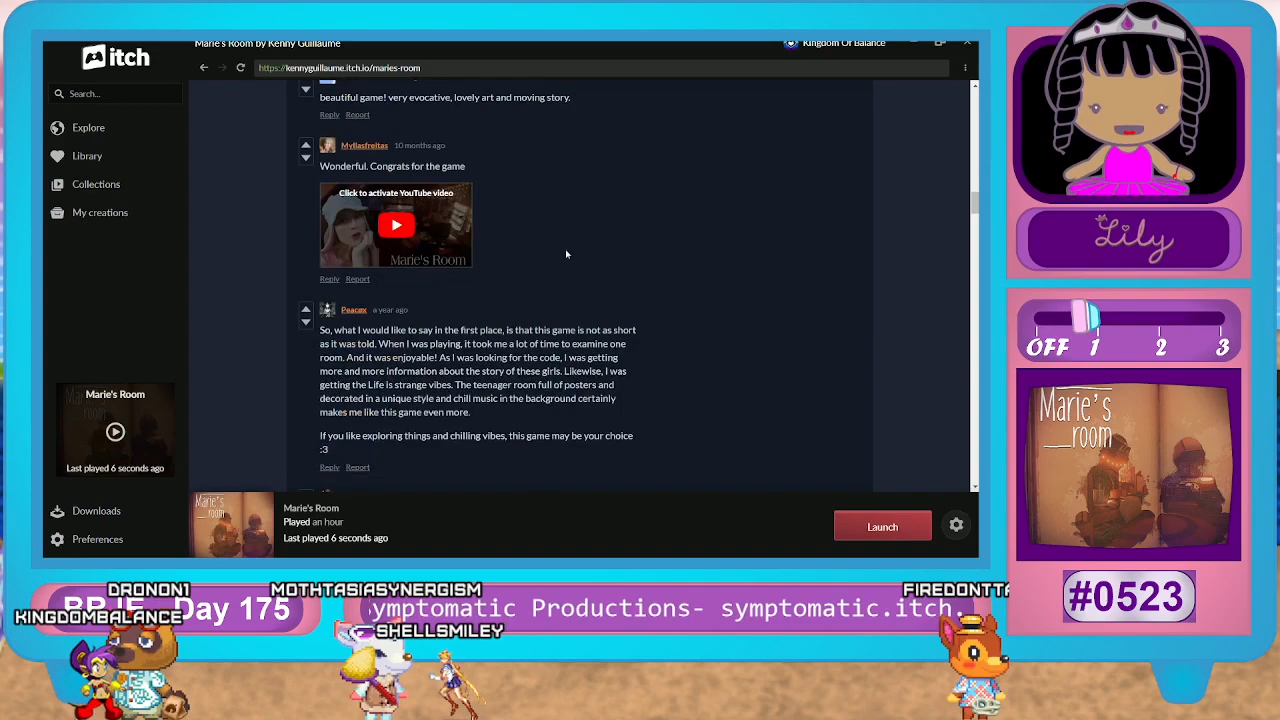 itch
Search...
Explore
Library
Collections
My creations
Marie's Room
Last played 6 seconds ago
Downloads
Preferences
Marie's Room by Kenny Guillaume
Kingdom Of Balance
https://kennyguillaume.itch.io/maries-room
beautiful game! very evocative, lovely art and moving story.
Reply Report
Myllasfreitas 10 months ago
Wonderful. Congrats for the game
Click to activate YouTube video
Marie's Room
Reply Report
Peacax a year ago
So, what I would like to say in the first place, is that this game is not as short
as it was told. When I was playing, it took me a lot of time to examine one
room. And it was enjoyable! As I was looking for the code, I was getting
more and more information about the story of these girls. Likewise, I was
getting the Life is strange vibes. The teenager room full of posters and
decorated in a unique style and chill music in the background certainly
makes me like this game even more.
If you like exploring things and chilling vibes, this game may be your choice
:3
Reply Report
Marie's room
Marie's Room
Played an hour
Last played 6 seconds ago
Launch
Lily
OFF 1 2 3
Marie's
room
#0523
Day 175
ymptomatic Productions- symptomatic.itch.
DRONON1
KINGDOMBALANCE
MOTHTASIASYNERGISM
SHELLSMILEY
FIREDONTTA